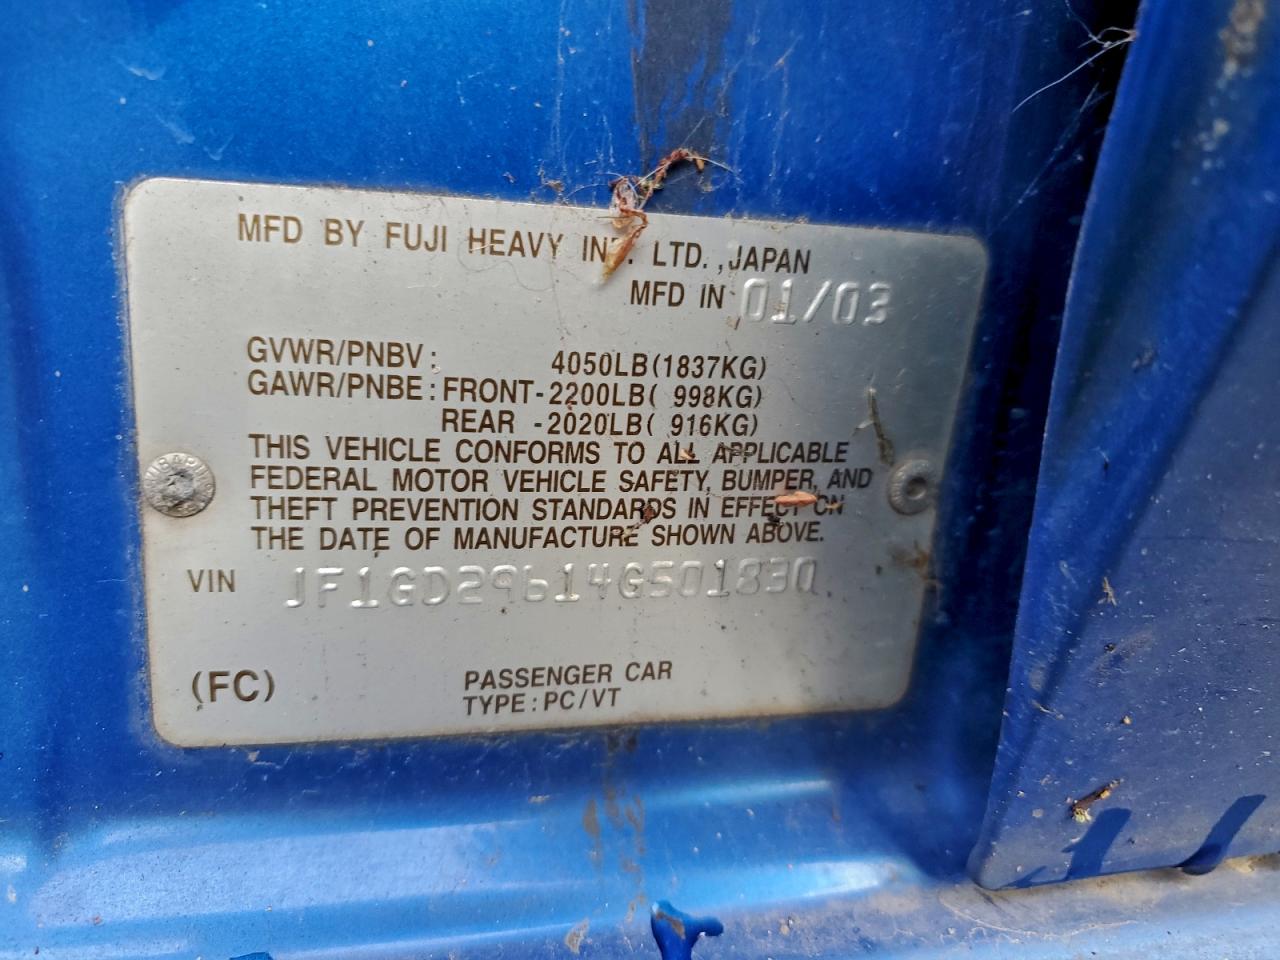 MFD BY FUJI HEAVY IND. LTD., JAPAN
MFD IN 01/03
GVWR/PNBV: 4050LB(1837KG)
GAWR/PNBE: FRONT-2200LB( 998KG)
REAR -2020LB( 916KG)
THIS VEHICLE CONFORMS TO ALL APPLICABLE
FEDERAL MOTOR VEHICLE SAFETY, BUMPER, AND
THEFT PREVENTION STANDARDS IN EFFECT ON
THE DATE OF MANUFACTURE SHOWN ABOVE.
VIN JF1GD29614G501830
(FC)
PASSENGER CAR
TYPE: PC/VT